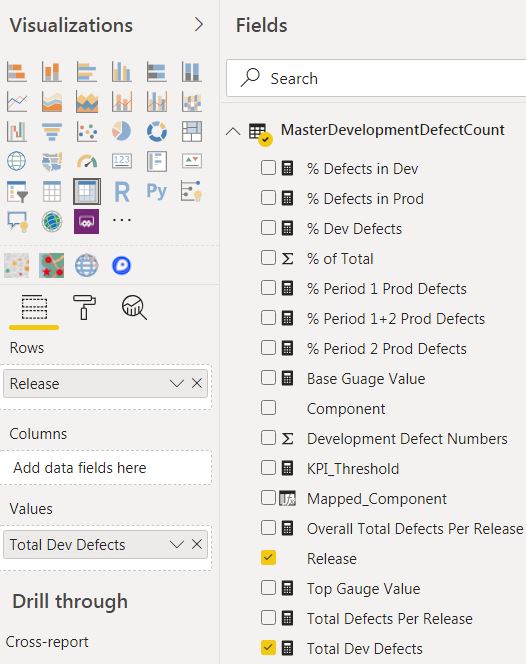 Visualizations
123
R
Py
Rows
Release
Columns
Add data fields here
Values
Total Dev Defects
Drill through
Cross-report
Fields
Search
MasterDevelopmentDefectCount
% Defects in Dev
% Defects in Prod
% Dev Defects
% of Total
% Period 1 Prod Defects
% Period 1+2 Prod Defects
% Period 2 Prod Defects
Base Guage Value
Component
Development Defect Numbers
KPI_Threshold
Mapped_Component
Overall Total Defects Per Release
Release
Top Gauge Value
Total Defects Per Release
Total Dev Defects